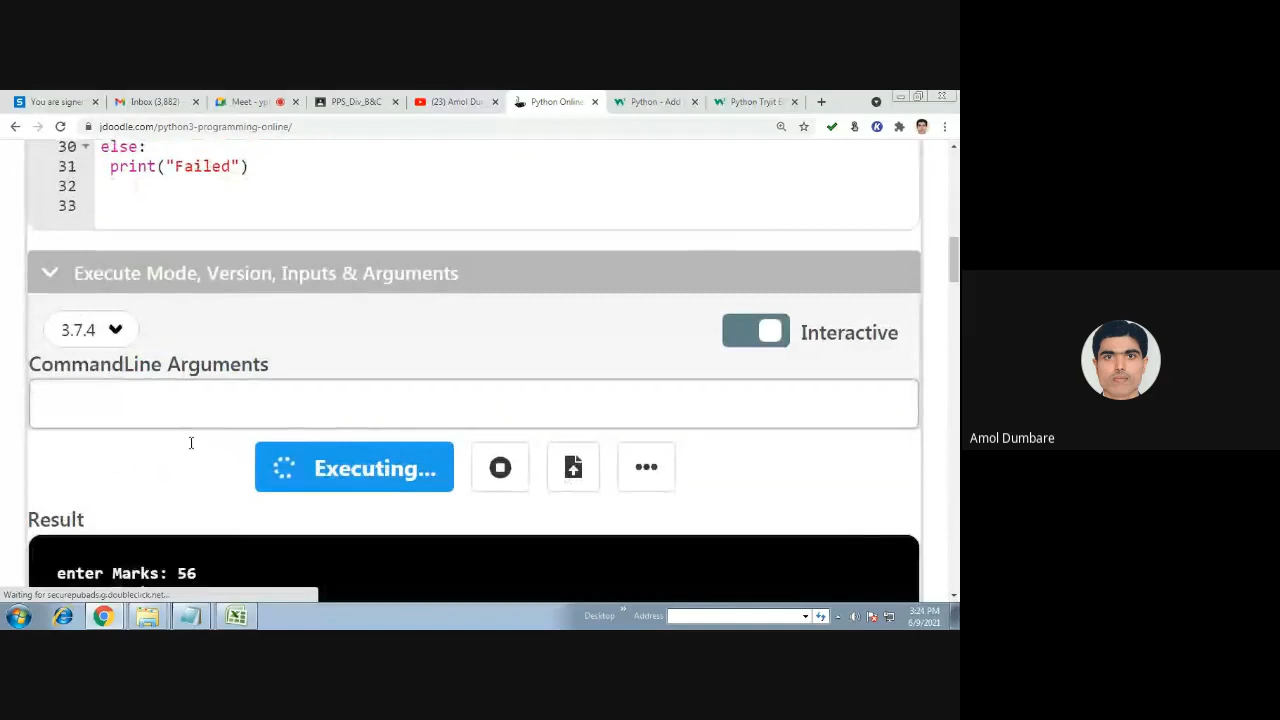 You are signe
Inbox (3,882)
Meet - yp
PPS_Div_B&C
(23) Amol Du
Python Online
Python - Add
Python Tryit E
jdoodle.com/python3-programming-online/
30 else:
31 print("Failed")
32
33
Execute Mode, Version, Inputs & Arguments
3.7.4
Interactive
CommandLine Arguments
Executing...
Result
enter Marks: 56
Waiting for securepubads.g.doubleclick.net...
Desktop
Address
3:24 PM
6/9/2021
Amol Dumbare